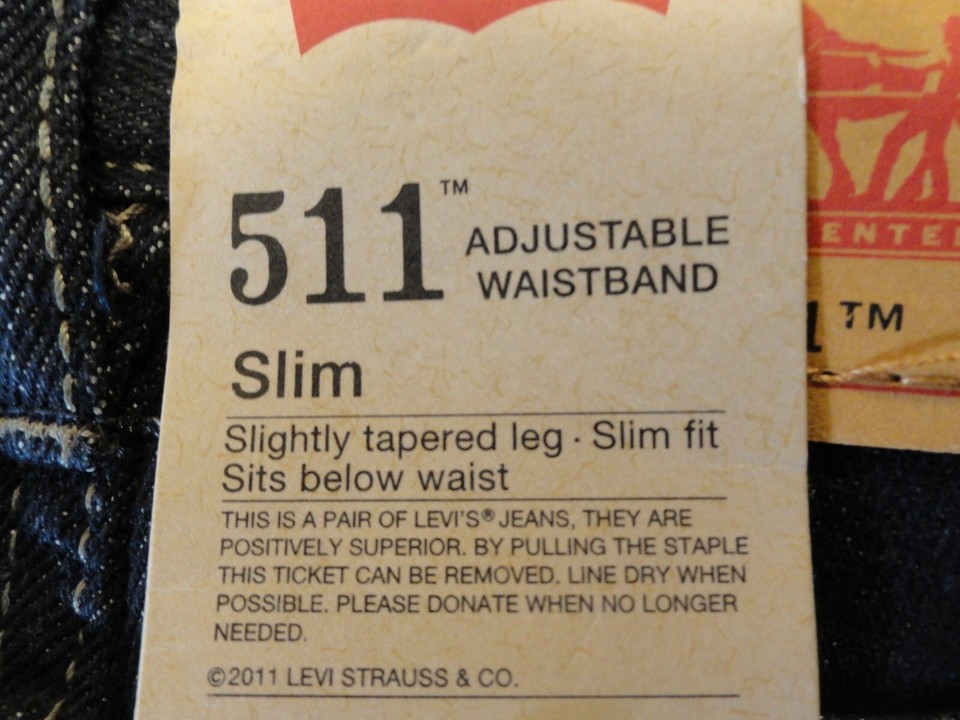 511™ ADJUSTABLE
WAISTBAND
Slim
Slightly tapered leg · Slim fit
Sits below waist
THIS IS A PAIR OF LEVI'S® JEANS, THEY ARE
POSITIVELY SUPERIOR. BY PULLING THE STAPLE
THIS TICKET CAN BE REMOVED. LINE DRY WHEN
POSSIBLE. PLEASE DONATE WHEN NO LONGER
NEEDED.
©2011 LEVI STRAUSS & CO.
ENTE
1™